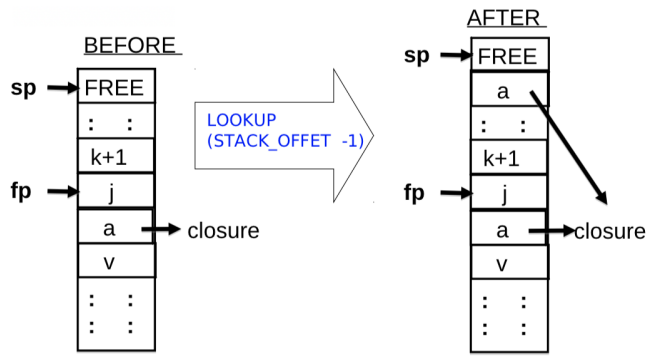 BEFORE
sp
FREE
: :
k+1
fp
j
a
closure
v
: :
: :
LOOKUP
(STACK_OFFET -1)
AFTER
sp
FREE
a
: :
k+1
fp
j
a
closure
v
: :
: :